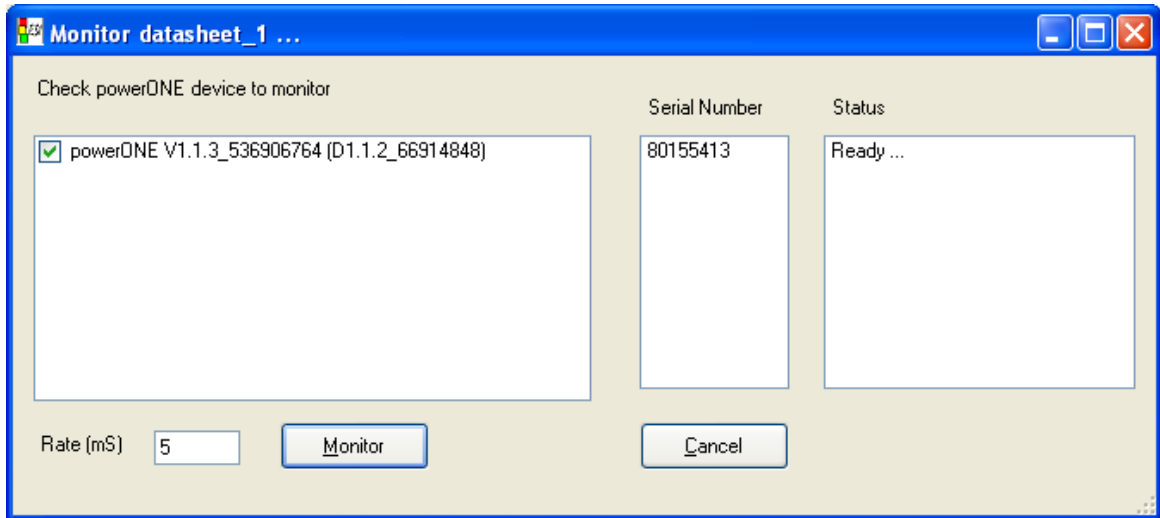 Monitor datasheet_1 ...
Check powerONE device to monitor
Serial Number
Status
powerONE V1.1.3_536906764 (D1.1.2_66914848)
80155413
Ready ...
Rate (mS)
5
Monitor
Cancel